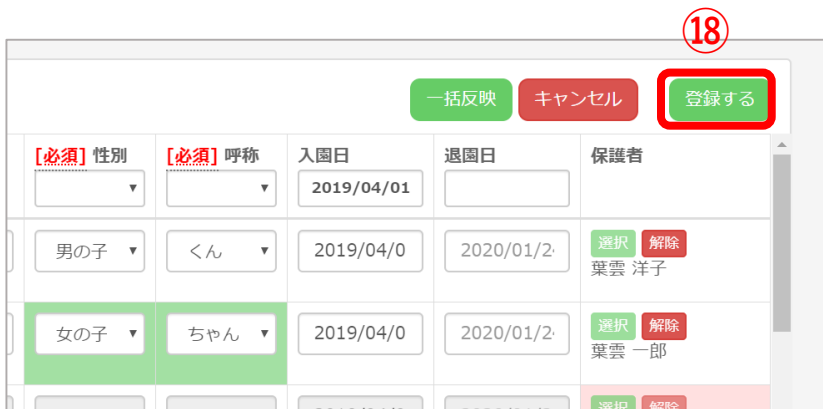 ⑱
一括反映 キャンセル 登録する
[必須] 性別 [必須] 呼称 入園日 退園日 保護者
2019/04/01
男の子 くん 2019/04/0 2020/01/2 選択 解除
葉雲 洋子
女の子 ちゃん 2019/04/0 2020/01/2 選択 解除
葉雲 一郎
選択 解除